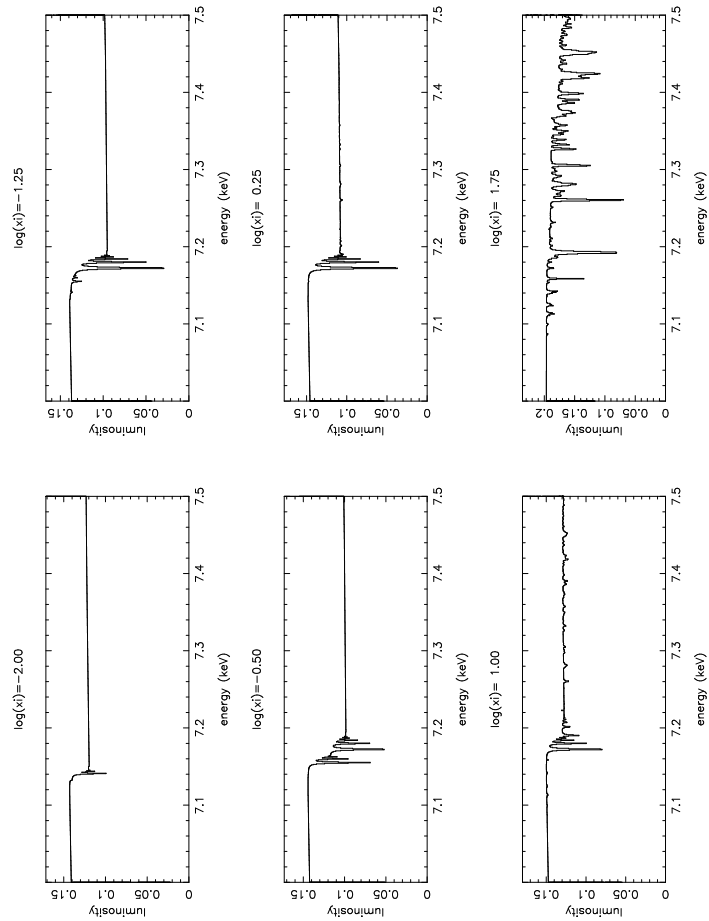 log(xi)=−2.00
luminosity
0.15
0.1
0.05
0
7.1 7.2 7.3 7.4 7.5
energy (keV)
log(xi)=−1.25
luminosity
0.15
0.1
0.05
0
7.1 7.2 7.3 7.4 7.5
energy (keV)
log(xi)=−0.50
luminosity
0.15
0.1
0.05
0
7.1 7.2 7.3 7.4 7.5
energy (keV)
log(xi)= 0.25
luminosity
0.15
0.1
0.05
0
7.1 7.2 7.3 7.4 7.5
energy (keV)
log(xi)= 1.00
luminosity
0.15
0.1
0.05
0
7.1 7.2 7.3 7.4 7.5
energy (keV)
log(xi)= 1.75
luminosity
0.2
0.15
0.1
0.05
0
7.1 7.2 7.3 7.4 7.5
energy (keV)